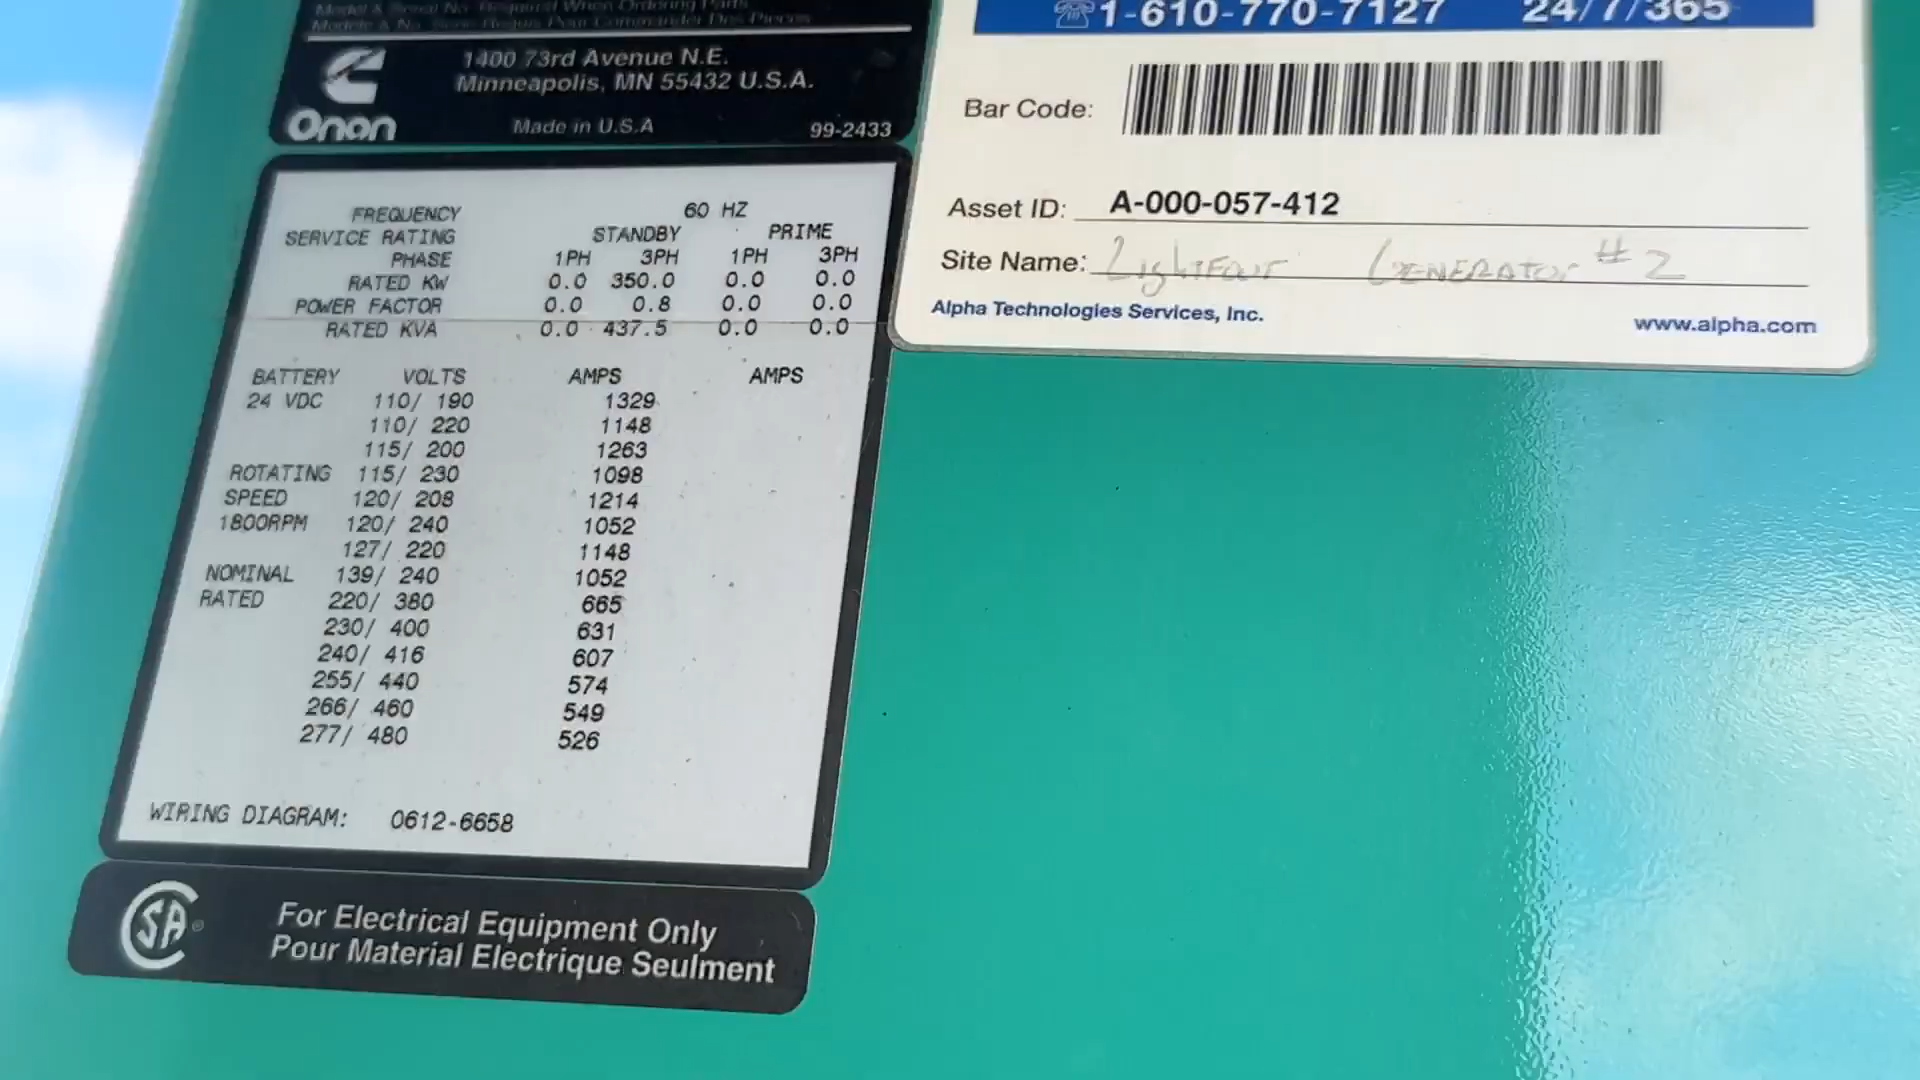 Model & Serial No. Required When Ordering Parts
Modele & No. Serie Requis Pour Commander Des Pieces
1400 73rd Avenue N.E.
Minneapolis, MN 55432 U.S.A.
Onan
Made in U.S.A
99-2433
FREQUENCY 60 HZ
SERVICE RATING STANDBY PRIME
PHASE 1PH 3PH 1PH 3PH
RATED KW 0.0 350.0 0.0 0.0
POWER FACTOR 0.0 0.8 0.0 0.0
RATED KVA 0.0 437.5 0.0 0.0
BATTERY VOLTS AMPS AMPS
24 VDC 110/ 190 1329
110/ 220 1148
115/ 200 1263
ROTATING 115/ 230 1098
SPEED 120/ 208 1214
1800RPM 120/ 240 1052
127/ 220 1148
NOMINAL 139/ 240 1052
RATED 220/ 380 665
230/ 400 631
240/ 416 607
255/ 440 574
266/ 460 549
277/ 480 526
WIRING DIAGRAM: 0612-6658
CSA ®
For Electrical Equipment Only
Pour Material Electrique Seulment
1-610-770-7127 24/7/365
Bar Code:
Asset ID: A-000-057-412
Site Name: GENERATOR #2
Alpha Technologies Services, Inc.
www.alpha.com